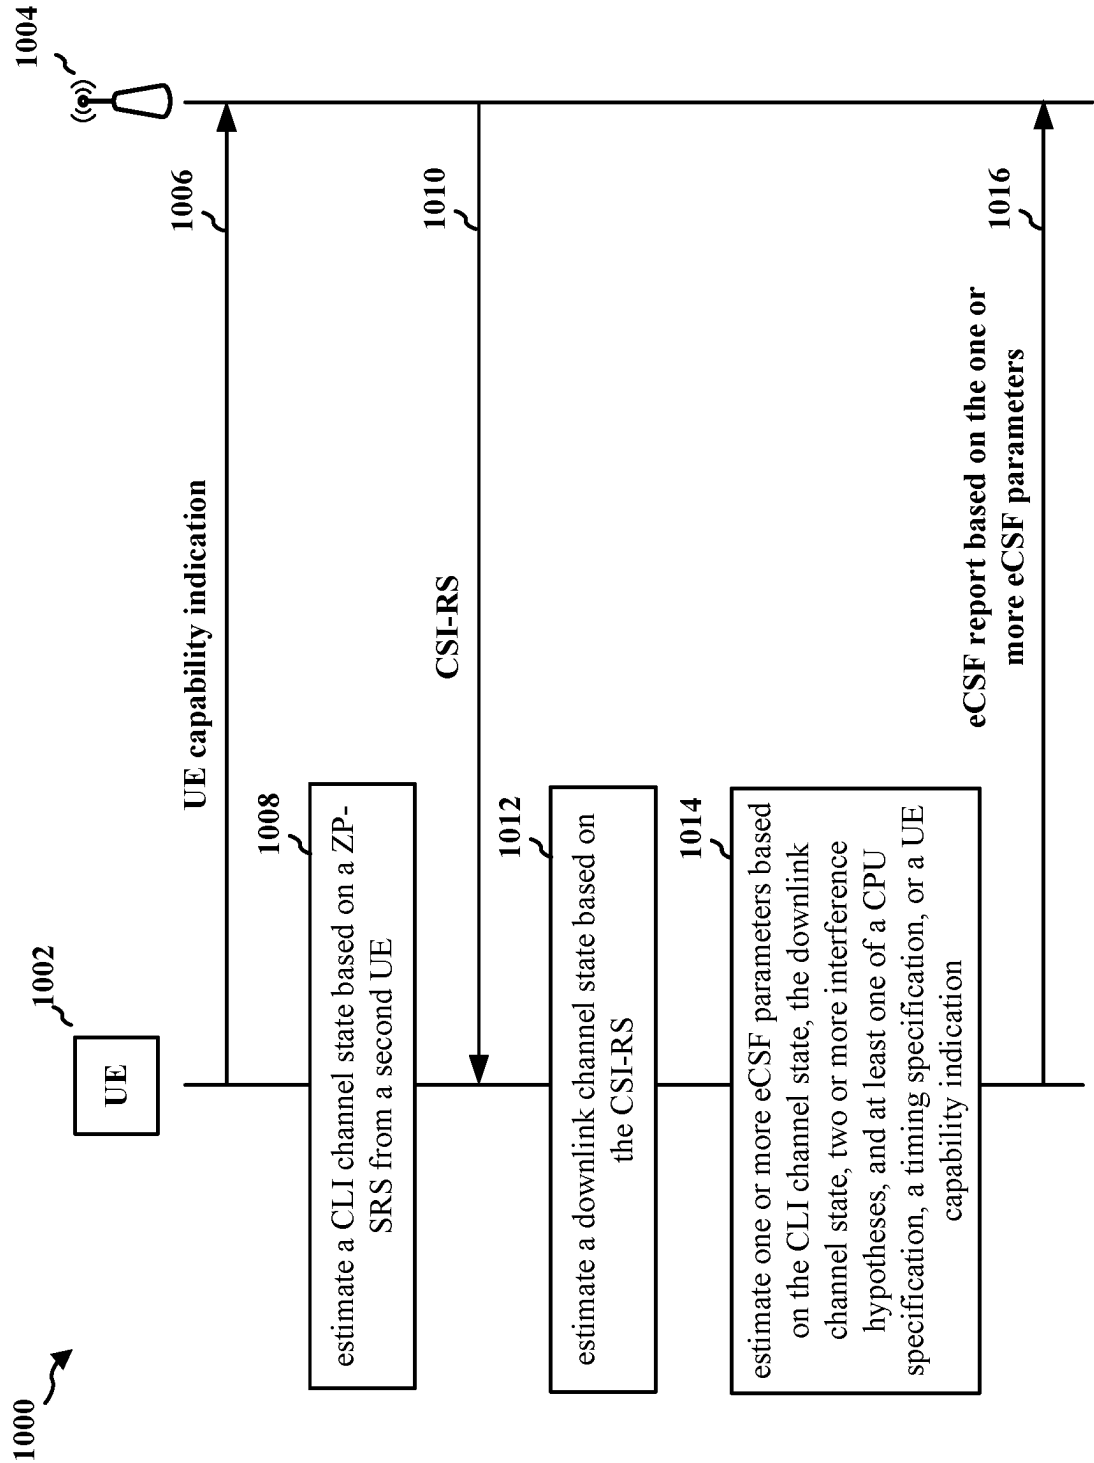 1000
1002
UE
1004
UE capability indication
1006
1008
estimate a CLI channel state based on a ZP-
SRS from a second UE
CSI-RS
1010
1012
estimate a downlink channel state based on
the CSI-RS
1014
estimate one or more eCSF parameters based
on the CLI channel state, the downlink
channel state, two or more interference
hypotheses, and at least one of a CPU
specification, a timing specification, or a UE
capability indication
eCSF report based on the one or
more eCSF parameters
1016